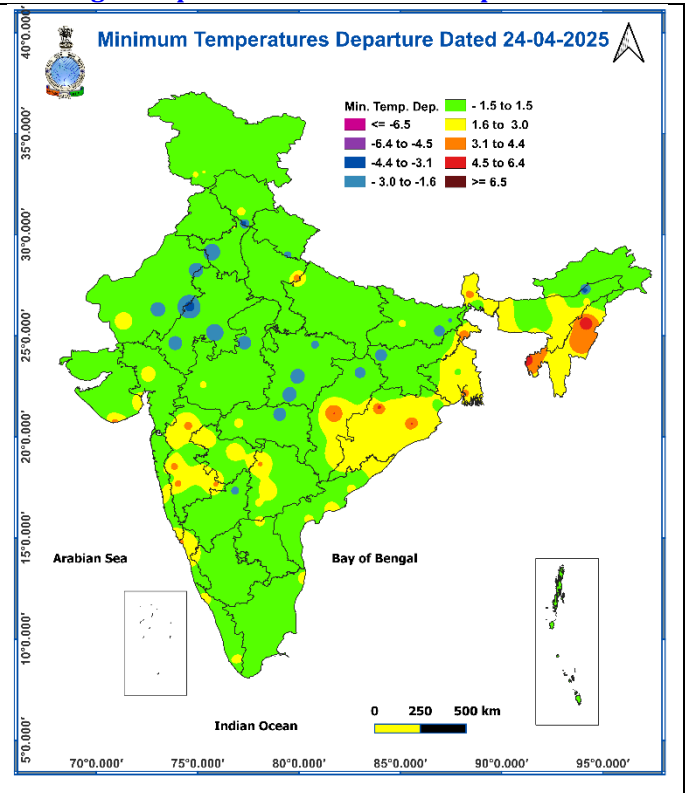 Minimum Temperatures Departure Dated 24-04-2025
Min. Temp. Dep.
<= -6.5
-6.4 to -4.5
-4.4 to -3.1
- 3.0 to -1.6
- 1.5 to 1.5
1.6 to 3.0
3.1 to 4.4
4.5 to 6.4
>= 6.5
40°0.000'
35°0.000'
30°0.000'
25°0.000'
20°0.000'
15°0.000'
10°0.000'
5°0.000'
Arabian Sea
Bay of Bengal
Indian Ocean
0 250 500 km
70°0.000' 75°0.000' 80°0.000' 85°0.000' 90°0.000' 95°0.000'